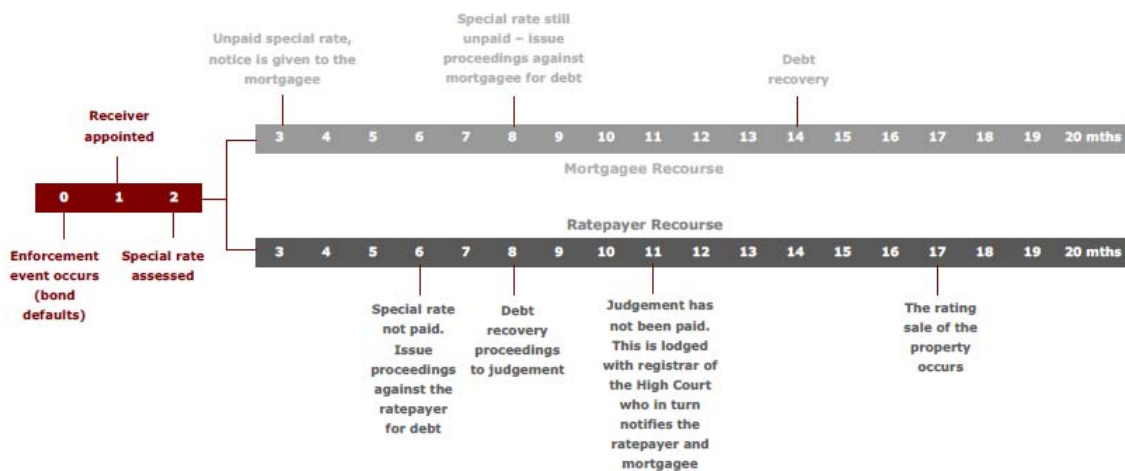 Unpaid special rate,
notice is given to the
mortgagee
Special rate still
unpaid – issue
proceedings against
mortgagee for debt
Debt
recovery
Receiver
appointed
3 4 5 6 7 8 9 10 11 12 13 14 15 16 17 18 19 20 mths
Mortgagee Recourse
0 1 2
Enforcement
event occurs
(bond
defaults)
Special rate
assessed
Ratepayer Recourse
3 4 5 6 7 8 9 10 11 12 13 14 15 16 17 18 19 20 mths
Special rate
not paid.
Issue
proceedings
against the
ratepayer
for debt
Debt
recovery
proceedings
to judgement
Judgement has
not been paid.
This is lodged
with registrar of
the High Court
who in turn
notifies the
ratepayer and
mortgagee
The rating
sale of the
property
occurs